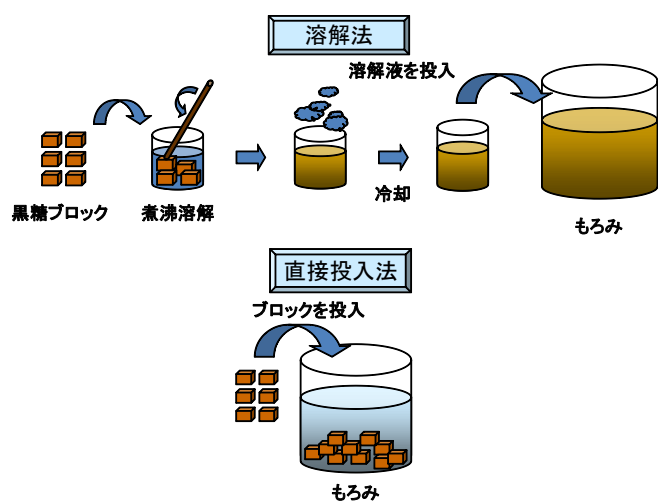 溶解法
溶解液を投入
冷却
黒糖ブロック
煮沸溶解
もろみ
直接投入法
ブロックを投入
もろみ